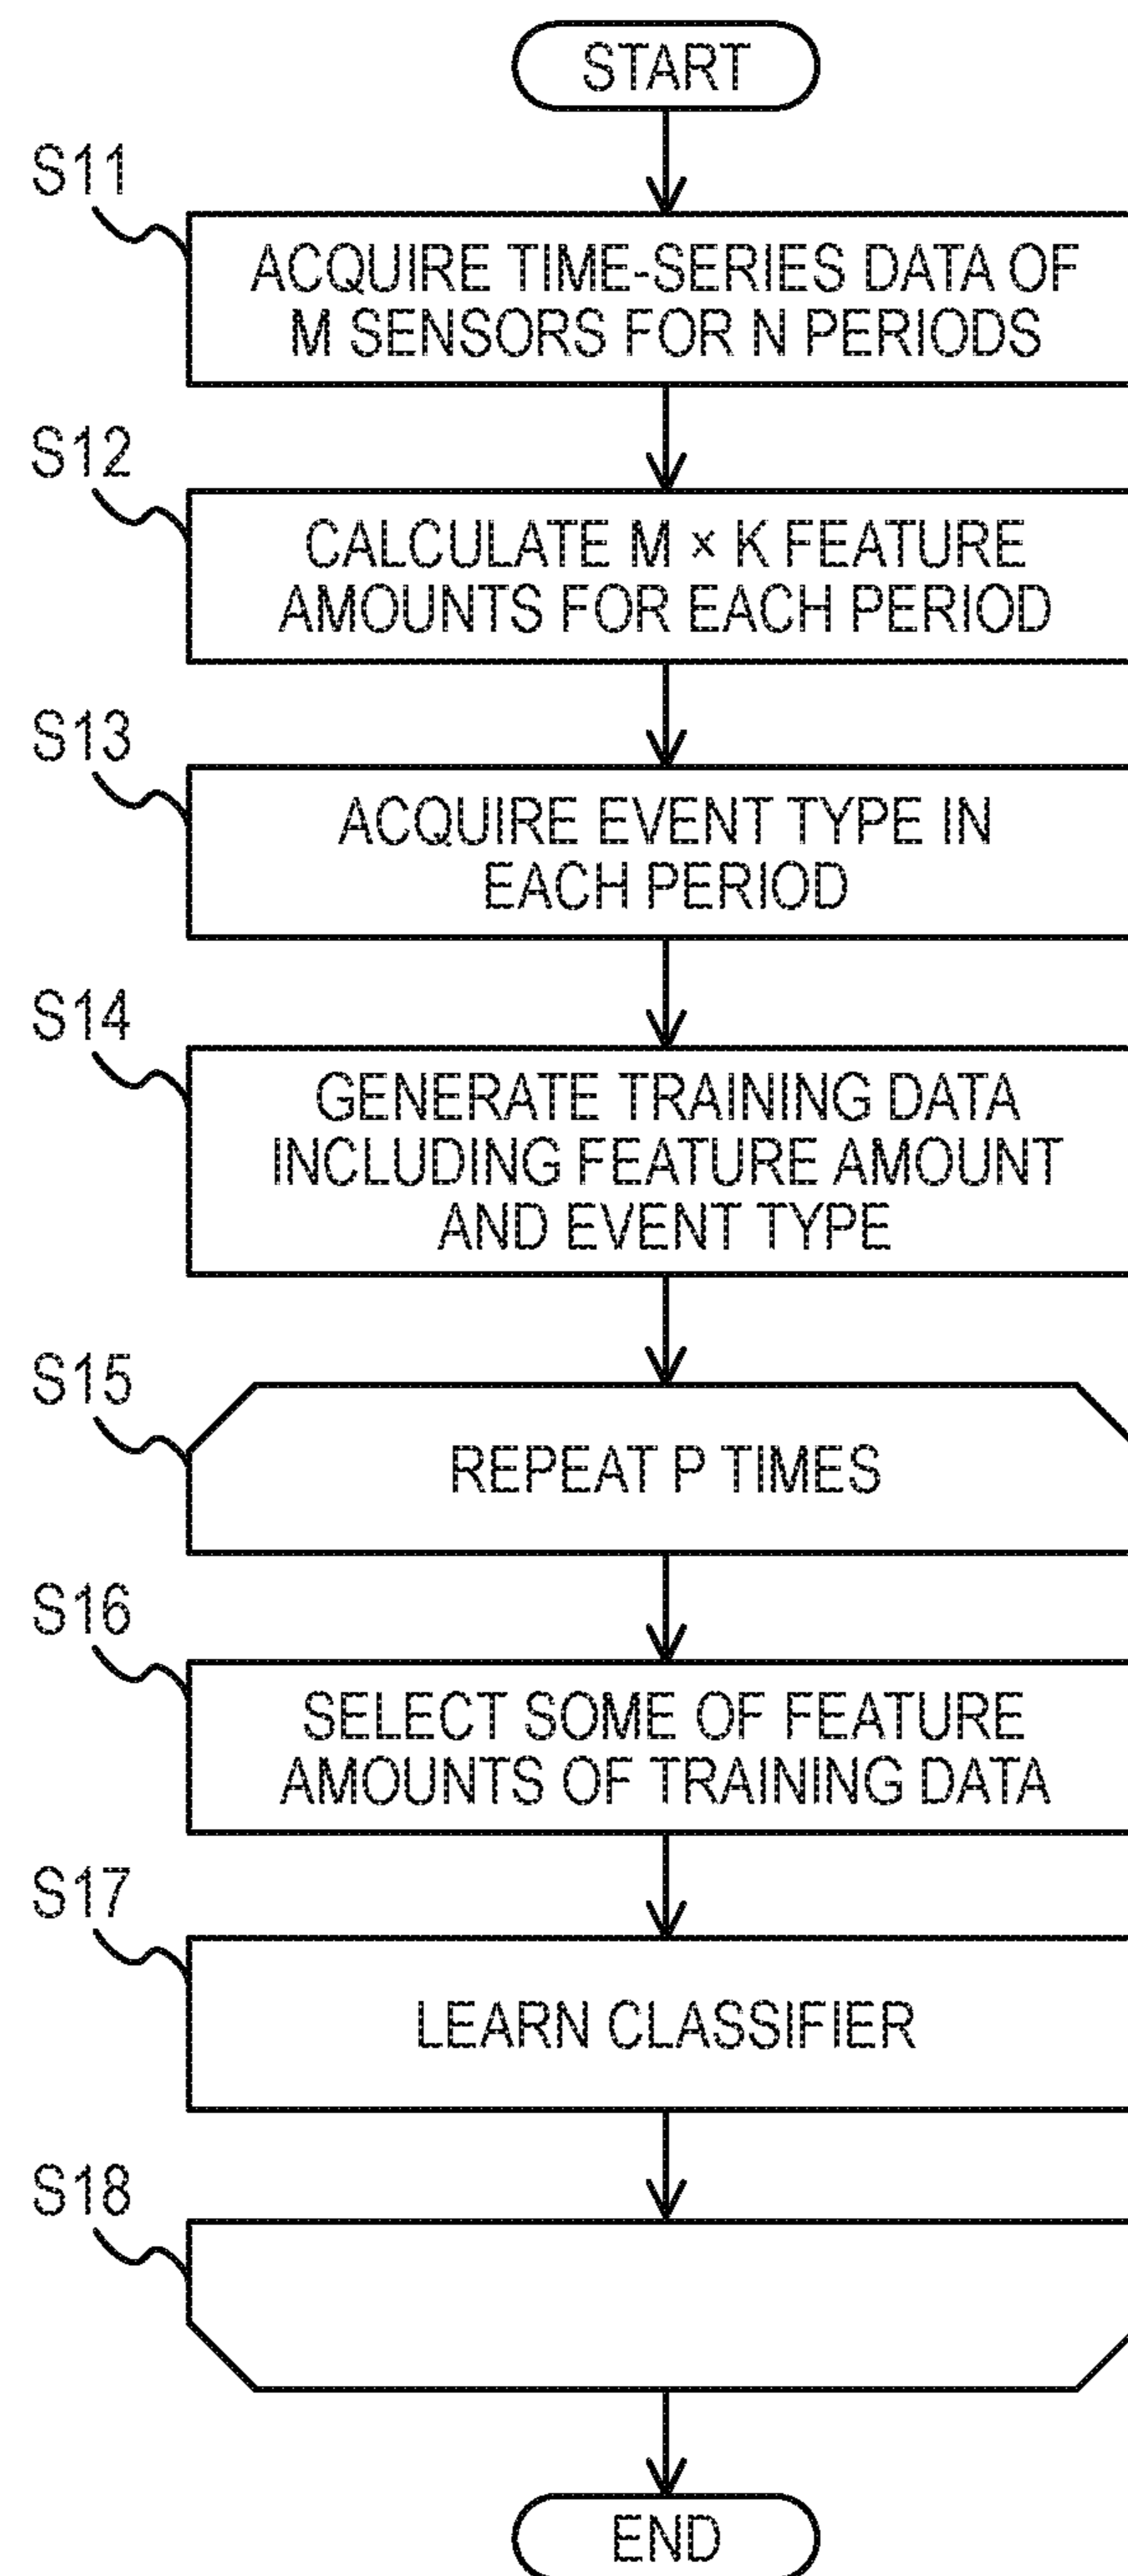 START
S11
ACQUIRE TIME-SERIES DATA OF
M SENSORS FOR N PERIODS
S12
CALCULATE M × K FEATURE
AMOUNTS FOR EACH PERIOD
S13
ACQUIRE EVENT TYPE IN
EACH PERIOD
S14
GENERATE TRAINING DATA
INCLUDING FEATURE AMOUNT
AND EVENT TYPE
S15
REPEAT P TIMES
S16
SELECT SOME OF FEATURE
AMOUNTS OF TRAINING DATA
S17
LEARN CLASSIFIER
S18
END